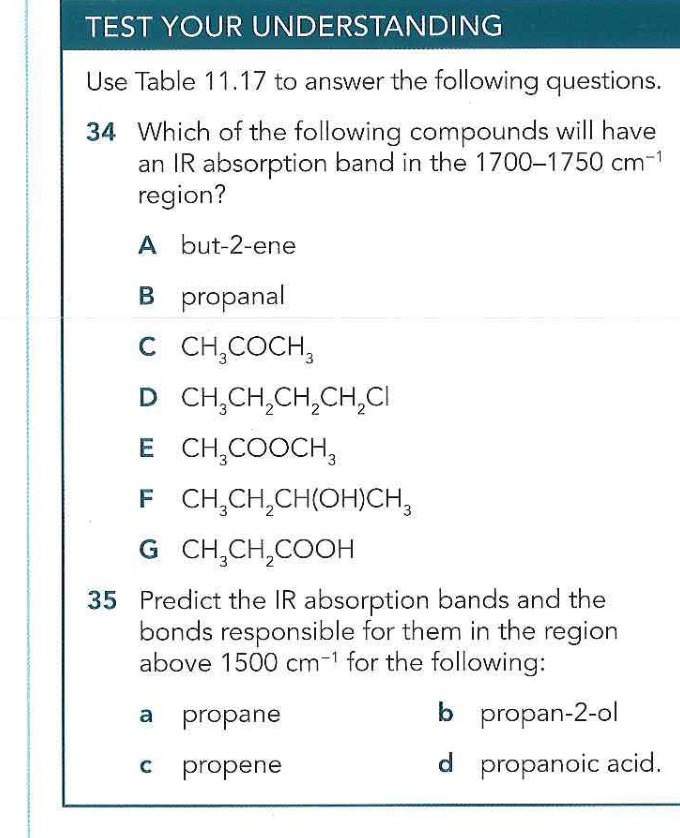 TEST YOUR UNDERSTANDING
Use Table 11.17 to answer the following questions.
34 Which of the following compounds will have
an IR absorption band in the 1700–1750 cm⁻¹
region?
A but-2-ene
B propanal
C CH₃COCH₃
D CH₃CH₂CH₂CH₂Cl
E CH₃COOCH₃
F CH₃CH₂CH(OH)CH₃
G CH₃CH₂COOH
35 Predict the IR absorption bands and the
bonds responsible for them in the region
above 1500 cm⁻¹ for the following:
a propane b propan-2-ol
c propene d propanoic acid.